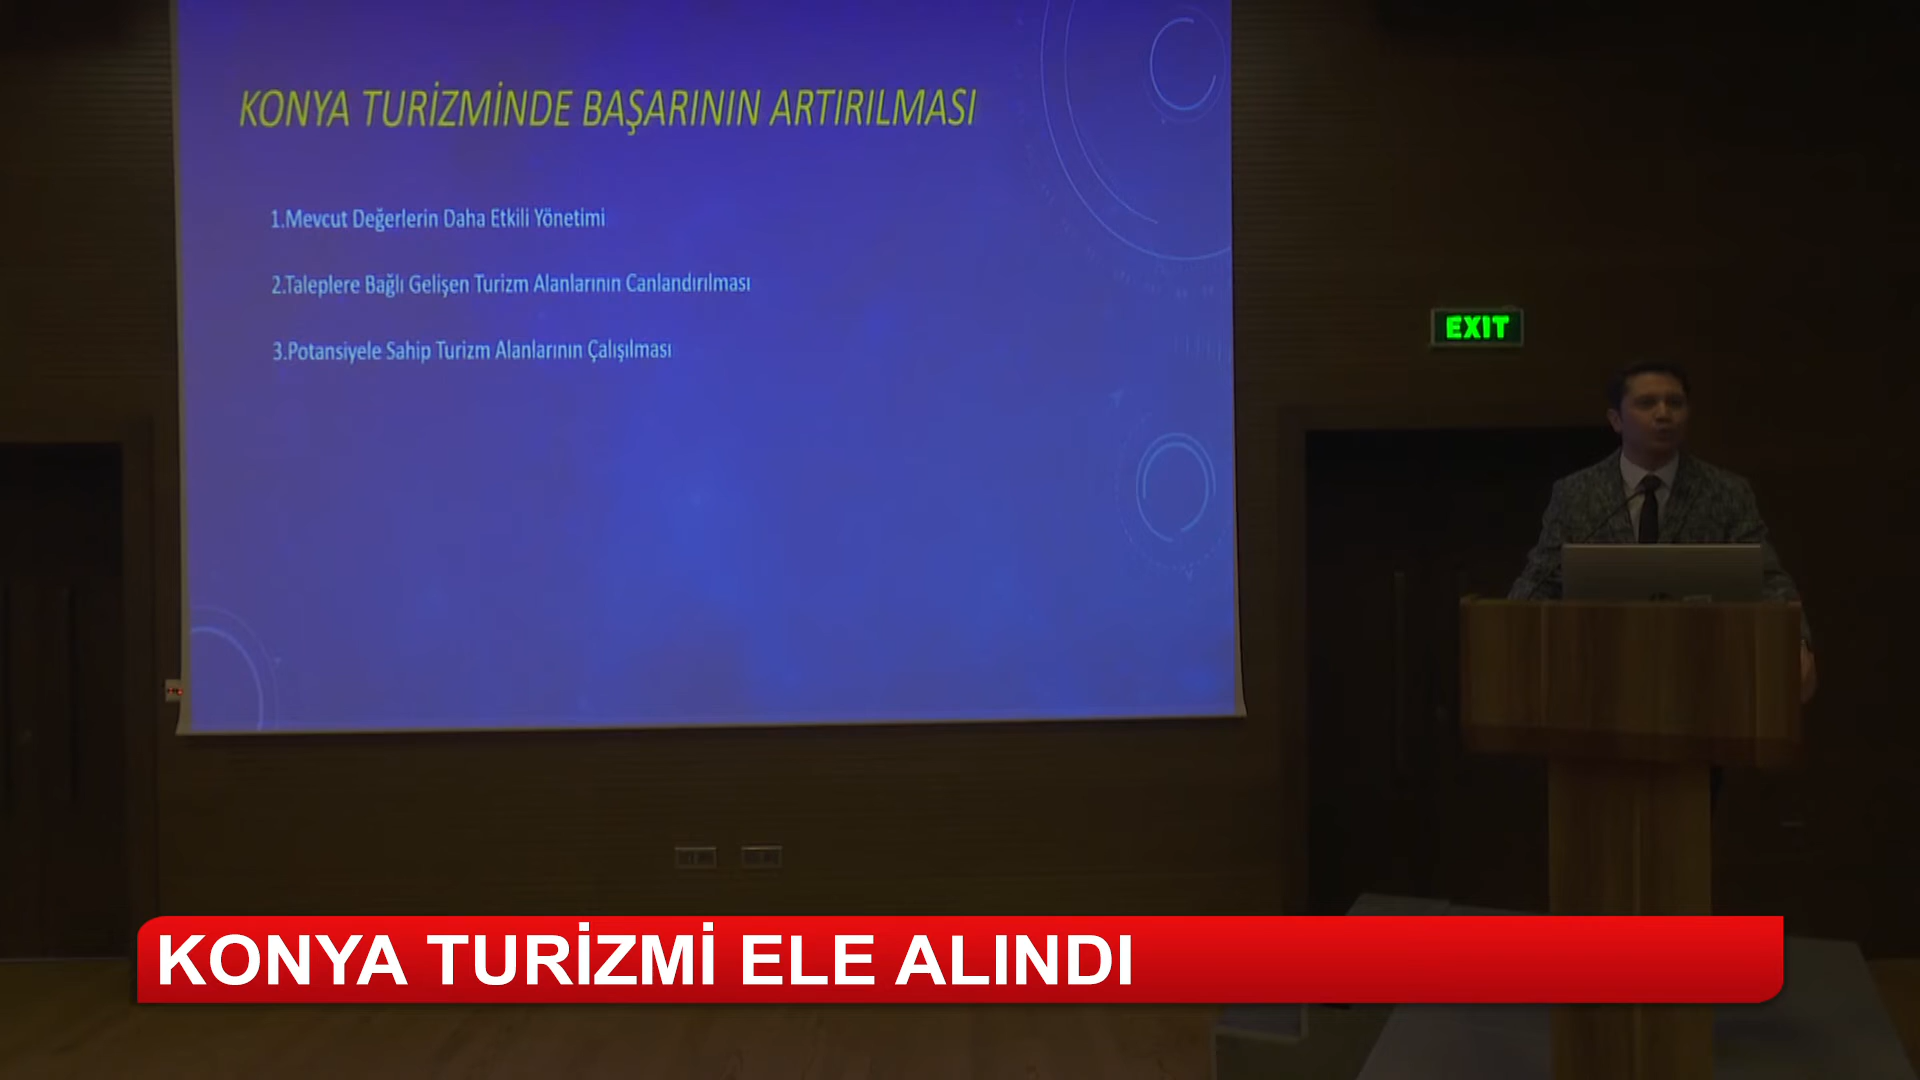 KONYA TURİZMİNDE BAŞARININ ARTIRILMASI
1.Mevcut Değerlerin Daha Etkili Yönetimi
2.Taleplere Bağlı Gelişen Turizm Alanlarının Canlandırılması
3.Potansiyele Sahip Turizm Alanlarının Çalışılması
EXIT
KONYA TURİZMİ ELE ALINDI